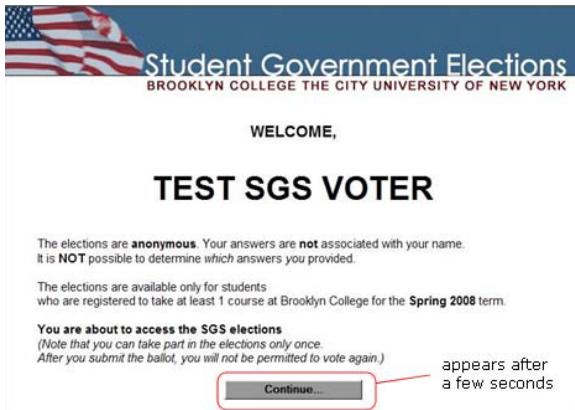 Student Government Elections
BROOKLYN COLLEGE THE CITY UNIVERSITY OF NEW YORK
WELCOME,
TEST SGS VOTER
The elections are anonymous. Your answers are not associated with your name.
It is NOT possible to determine which answers you provided.
The elections are available only for students
who are registered to take at least 1 course at Brooklyn College for the Spring 2008 term.
You are about to access the SGS elections
(Note that you can take part in the elections only once.
After you submit the ballot, you will not be permitted to vote again.)
Continue...
appears after
a few seconds